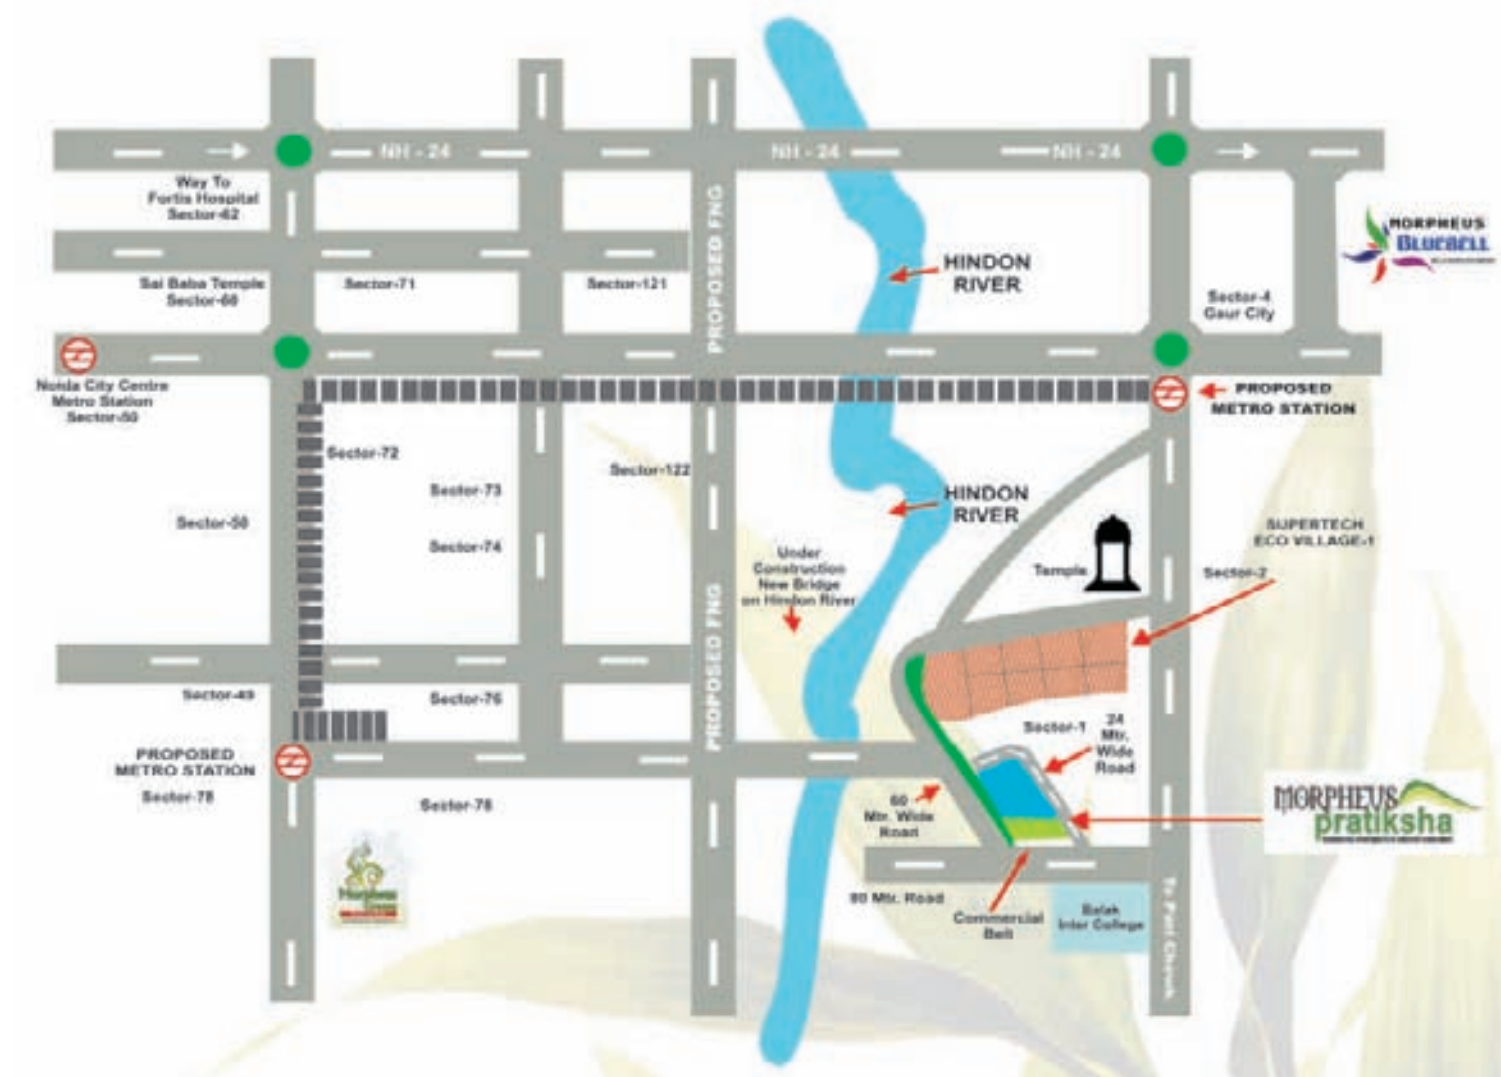 NH - 24
NH - 24
NH - 24
Way To
Fortis Hospital
Sector-62
PROPOSED FNG
MORPHEUS
BLUEBELL
HINDON
RIVER
Sai Baba Temple
Sector-71
Sector-121
Sector-4
Gaur City
Noida City Centre
Metro Station
PROPOSED
METRO STATION
Sector-72
Sector-122
Sector-73
HINDON
RIVER
Sector-74
SUPERTECH
ECO VILLAGE-1
Under
Construction
New Bridge
on Hindon River
Temple
Sector-2
PROPOSED FNG
Sector-49
Sector-76
Sector-1
24
Mtr.
Wide
Road
PROPOSED
METRO STATION
Sector-78
Sector-78
60
Mtr. Wide
Road
MORPHEUS
pratiksha
Morpheus
Greens
80 Mtr. Road
Commercial
Belt
Inter College